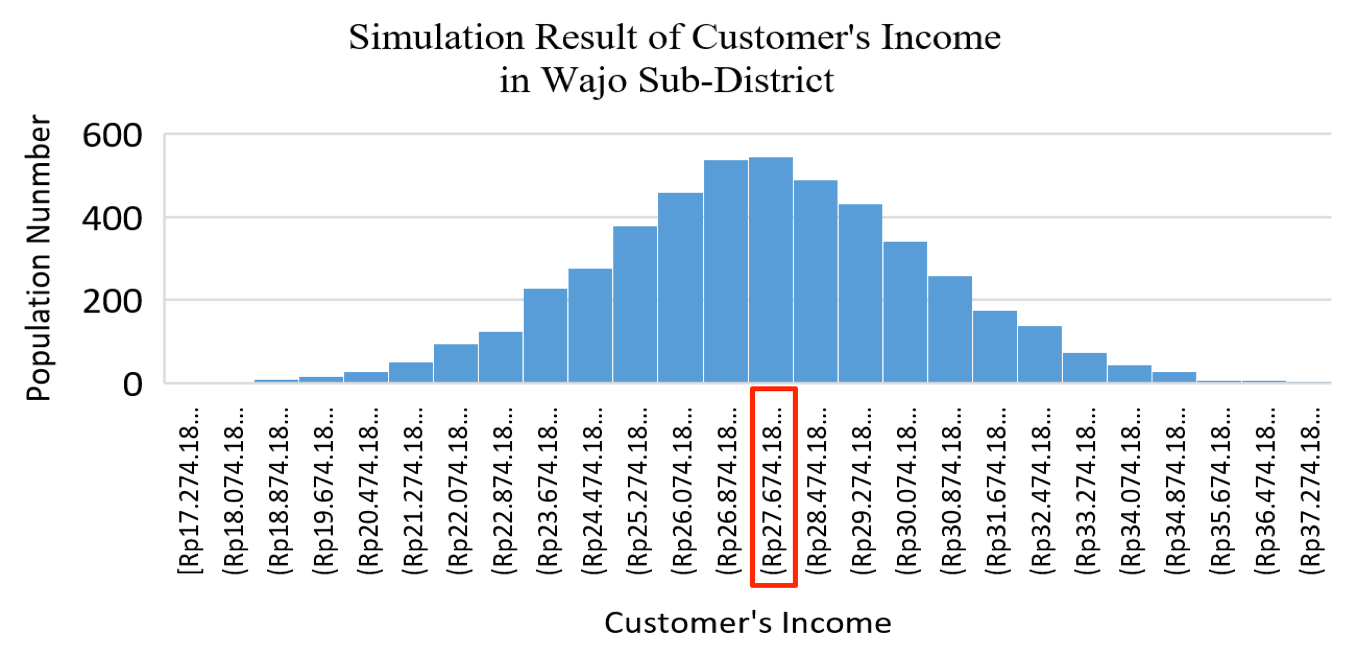 Simulation Result of Customer's Income
in Wajo Sub-District
Population Nunmber
600
400
200
0
[Rp17.274.18...
(Rp18.074.18...
(Rp18.874.18...
(Rp19.674.18...
(Rp20.474.18...
(Rp21.274.18...
(Rp22.074.18...
(Rp22.874.18...
(Rp23.674.18...
(Rp24.474.18...
(Rp25.274.18...
(Rp26.074.18...
(Rp26.874.18...
(Rp27.674.18...
(Rp28.474.18...
(Rp29.274.18...
(Rp30.074.18...
(Rp30.874.18...
(Rp31.674.18...
(Rp32.474.18...
(Rp33.274.18...
(Rp34.074.18...
(Rp34.874.18...
(Rp35.674.18...
(Rp36.474.18...
(Rp37.274.18...
Customer's Income